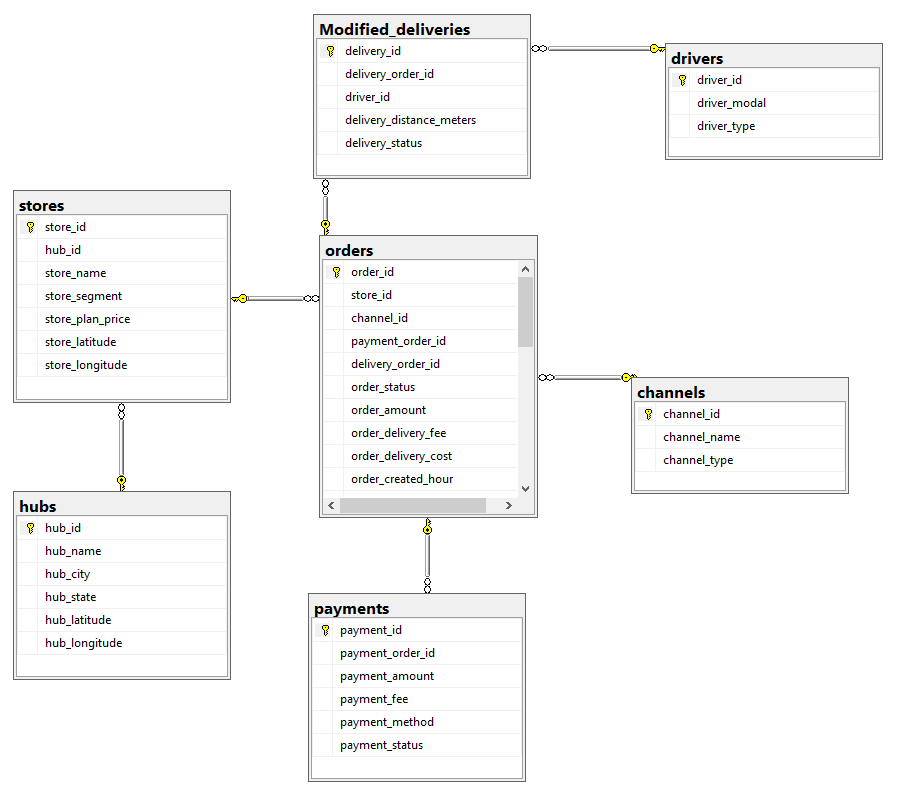 Modified_deliveries
delivery_id
delivery_order_id
driver_id
delivery_distance_meters
delivery_status
drivers
driver_id
driver_modal
driver_type
stores
store_id
hub_id
store_name
store_segment
store_plan_price
store_latitude
store_longitude
orders
order_id
store_id
channel_id
payment_order_id
delivery_order_id
order_status
order_amount
order_delivery_fee
order_delivery_cost
order_created_hour
channels
channel_id
channel_name
channel_type
hubs
hub_id
hub_name
hub_city
hub_state
hub_latitude
hub_longitude
payments
payment_id
payment_order_id
payment_amount
payment_fee
payment_method
payment_status